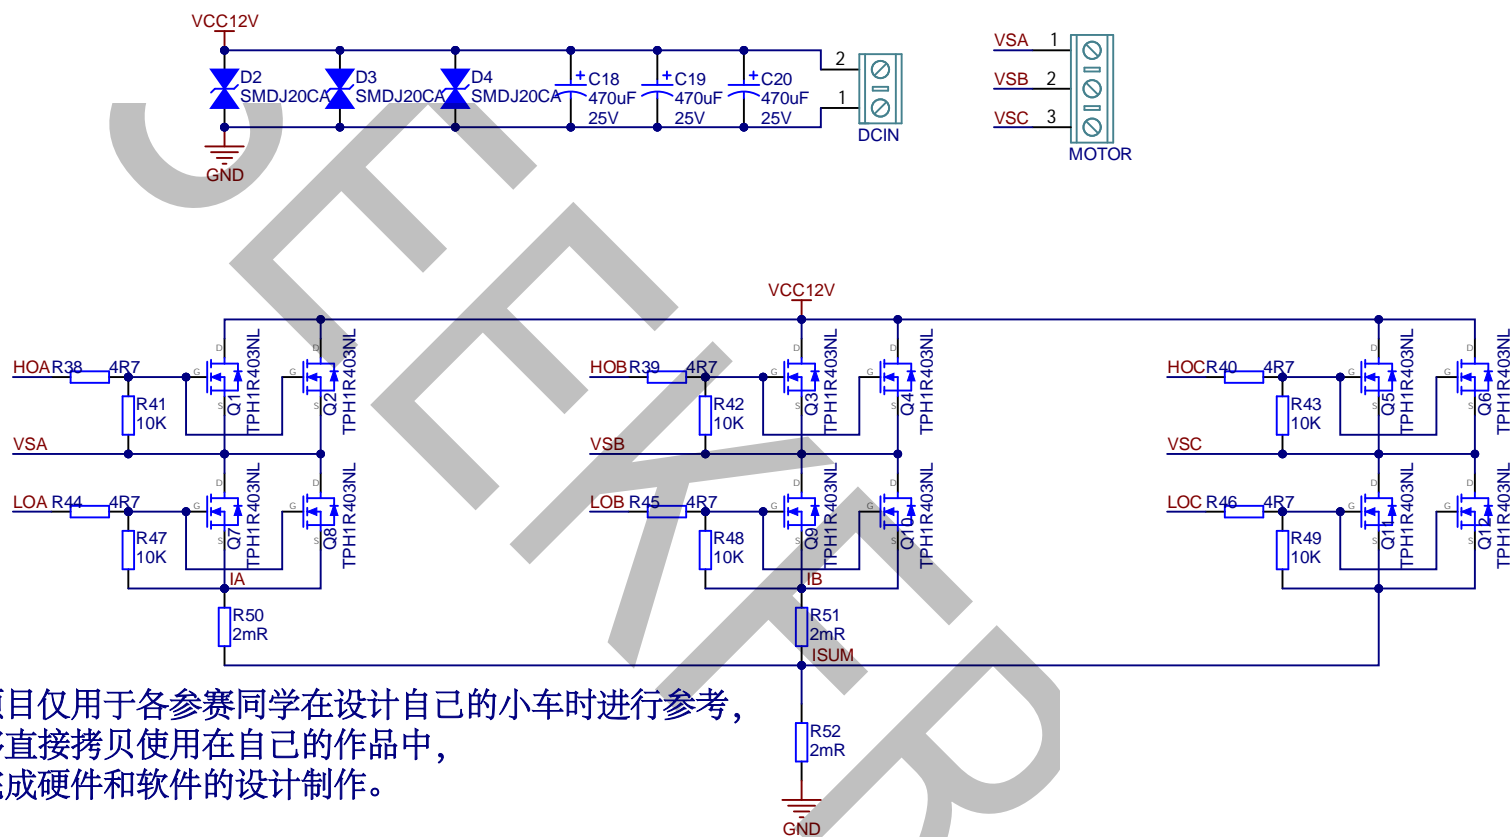 VCC12V
D2
SMDJ20CA
D3
SMDJ20CA
D4
SMDJ20CA
C18
470uF
25V
C19
470uF
25V
C20
470uF
25V
2
1
DCIN
GND
VSA 1
VSB 2
VSC 3
MOTOR
VCC12V
HOA R38 4R7
R41
10K
D
G
S
Q1
TPH1R403NL
D
G
S
Q2
TPH1R403NL
HOB R39 4R7
R42
10K
D
G
S
Q3
TPH1R403NL
D
G
S
Q4
TPH1R403NL
HOC R40 4R7
R43
10K
D
G
S
Q5
TPH1R403NL
D
G
S
Q6
TPH1R403NL
VSA
VSB
VSC
LOA R44 4R7
R47
10K
D
G
S
Q7
TPH1R403NL
D
G
S
Q8
TPH1R403NL
LOB R45 4R7
R48
10K
D
G
S
Q9
TPH1R403NL
D
G
S
Q10
TPH1R403NL
LOC R46 4R7
R49
10K
D
G
S
Q11
TPH1R403NL
D
G
S
Q12
TPH1R403NL
IA
IB
R50
2mR
R51
2mR
ISUM
R52
2mR
GND
目仅用于各参赛同学在设计自己的小车时进行参考，
直接拷贝使用在自己的作品中，
成硬件和软件的设计制作。